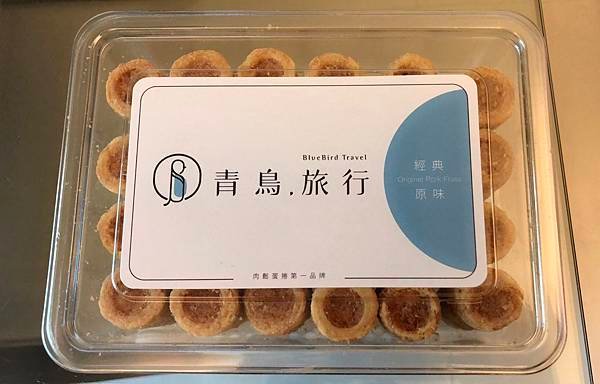 BlueBird Travel
青鳥.旅行
經典
Original Pork Floss
原味
肉鬆蛋捲第一品牌